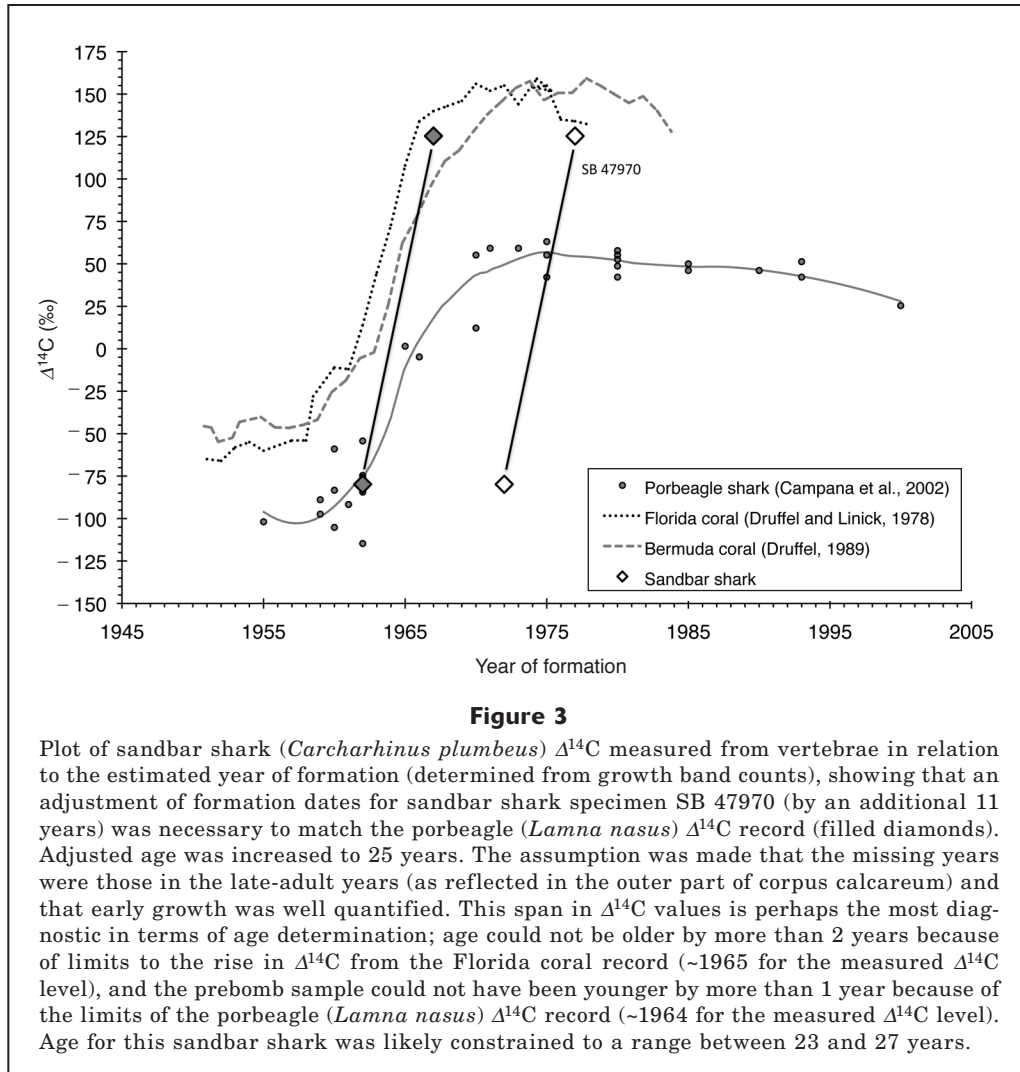 175
150
125
100
75
50
25
0
− 25
− 50
− 75
− 100
− 125
− 150
Δ¹⁴C (‰)
SB 47970
Porbeagle shark (Campana et al., 2002)
Florida coral (Druffel and Linick, 1978)
Bermuda coral (Druffel, 1989)
Sandbar shark
1945 1955 1965 1975 1985 1995 2005
Year of formation
Figure 3
Plot of sandbar shark (Carcharhinus plumbeus) Δ¹⁴C measured from vertebrae in relation
to the estimated year of formation (determined from growth band counts), showing that an
adjustment of formation dates for sandbar shark specimen SB 47970 (by an additional 11
years) was necessary to match the porbeagle (Lamna nasus) Δ¹⁴C record (filled diamonds).
Adjusted age was increased to 25 years. The assumption was made that the missing years
were those in the late-adult years (as reflected in the outer part of corpus calcareum) and
that early growth was well quantified. This span in Δ¹⁴C values is perhaps the most diag-
nostic in terms of age determination; age could not be older by more than 2 years because
of limits to the rise in Δ¹⁴C from the Florida coral record (~1965 for the measured Δ¹⁴C
level), and the prebomb sample could not have been younger by more than 1 year because of
the limits of the porbeagle (Lamna nasus) Δ¹⁴C record (~1964 for the measured Δ¹⁴C level).
Age for this sandbar shark was likely constrained to a range between 23 and 27 years.